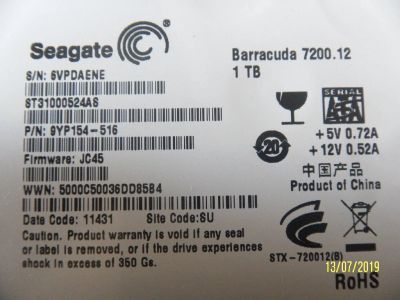 Seagate
Barracuda 7200.12
1 TB
S/N: 6VPDAENE
ST31000524AS
P/N: 9YP154-516
Firmware: JC45
WWN: 5000C50036DD85B4
Date Code: 11431 Site Code:SU
Caution: Product warranty is void if any seal
or label is removed, or if the drive experiences
shock in excess of 350 Gs.
SERIAL
ATA
+5V 0.72A
+12V 0.52A
20
中国产品
Product of China
STX-720012(B)
RoHS
13/07/2019